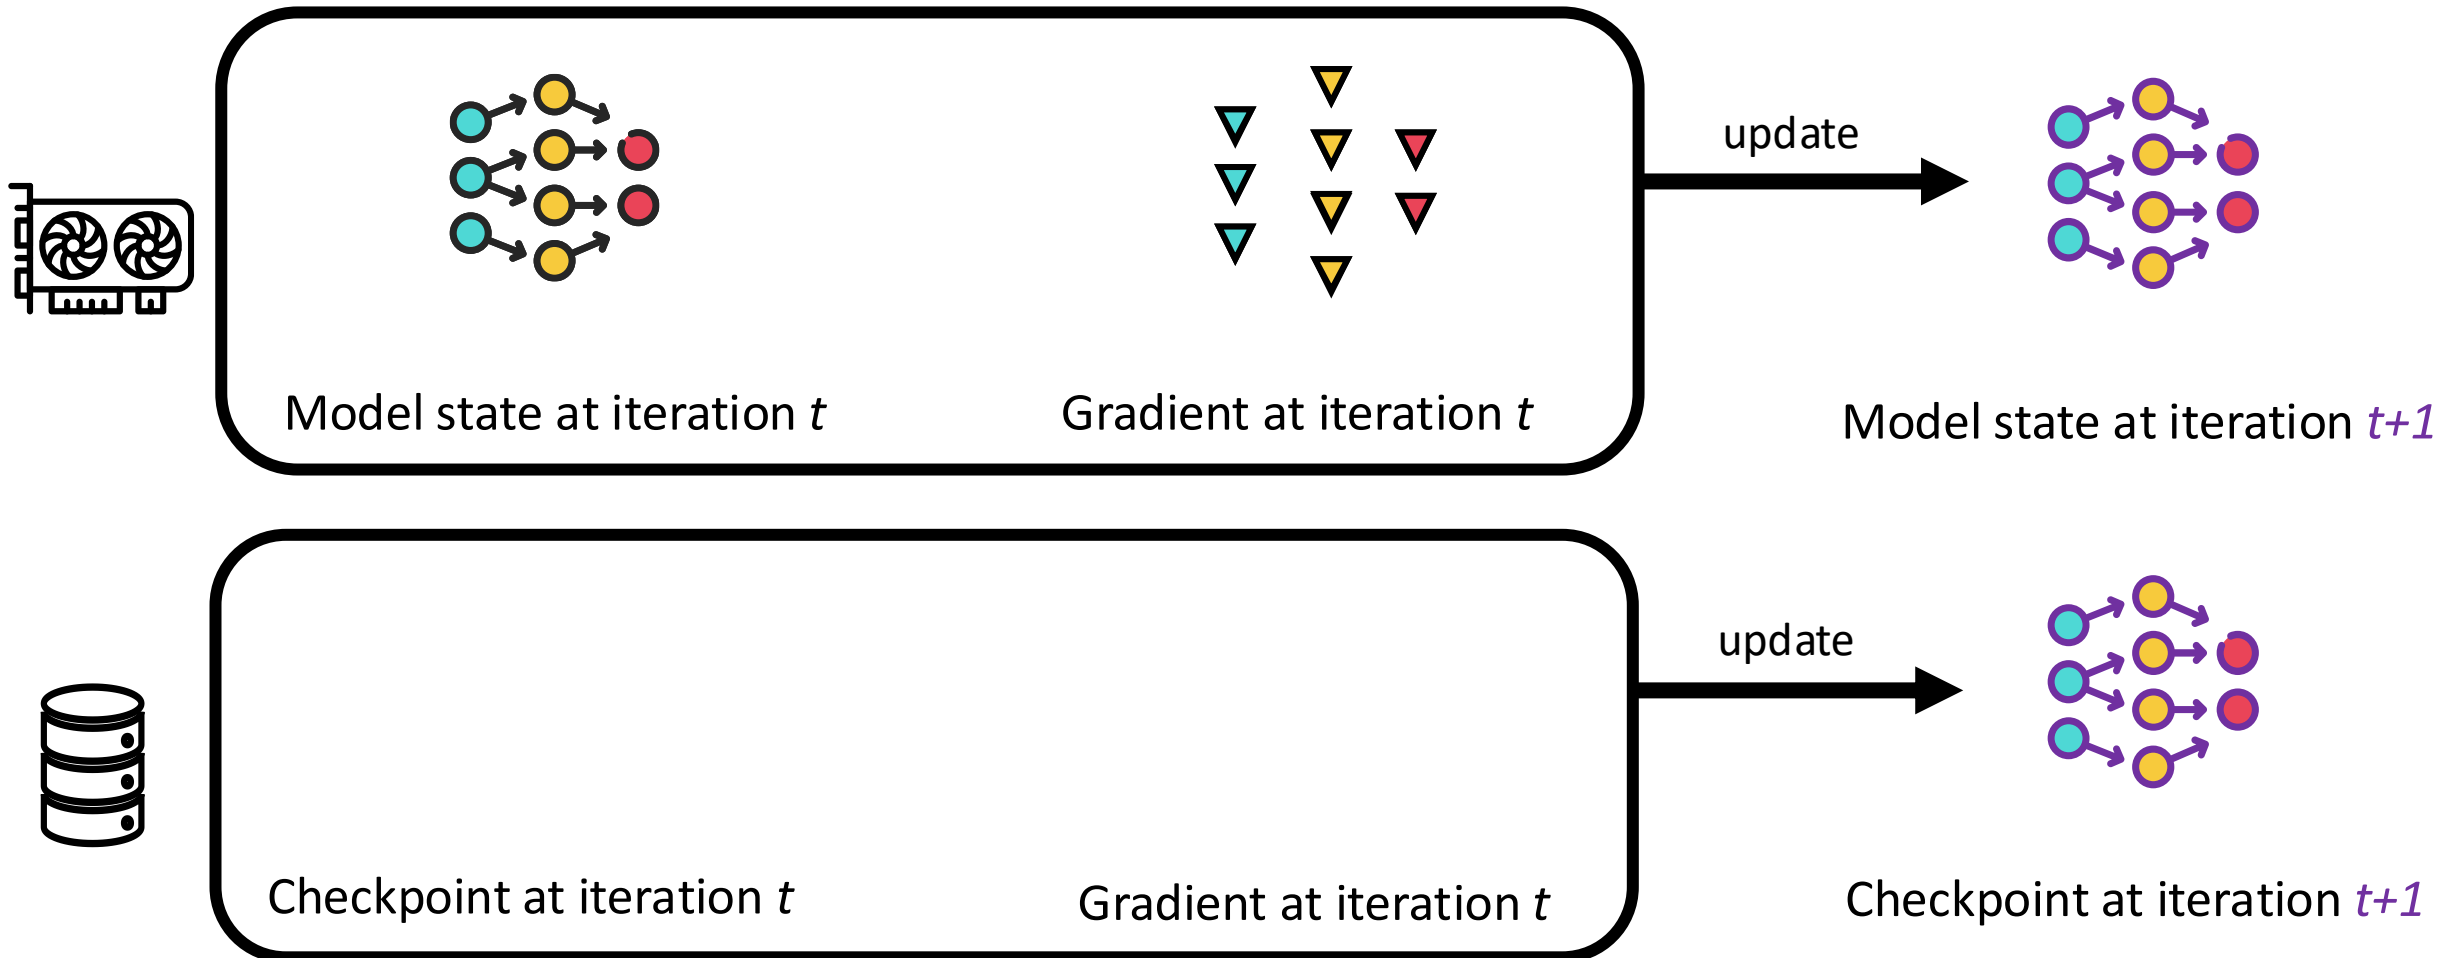 update
Model state at iteration t
Gradient at iteration t
Model state at iteration t+1
update
Checkpoint at iteration t
Gradient at iteration t
Checkpoint at iteration t+1